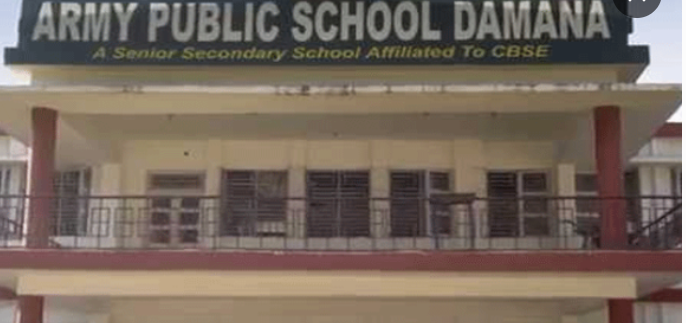 ARMY PUBLIC SCHOOL DAMANA
A Senior Secondary School Affiliated To CBSE